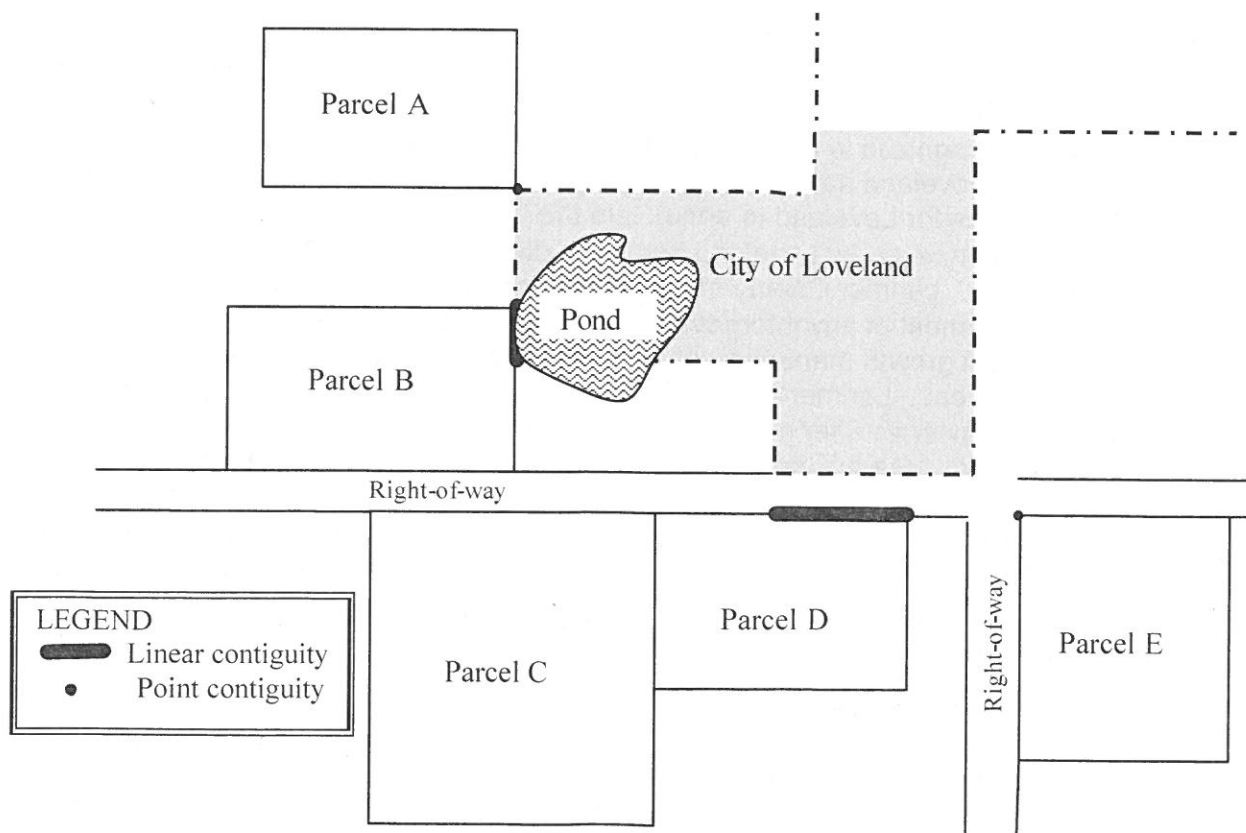 Parcel A
City of Loveland
Pond
Parcel B
Right-of-way
Parcel D
Parcel C
Parcel E
Right-of-way
LEGEND
Linear contiguity
Point contiguity